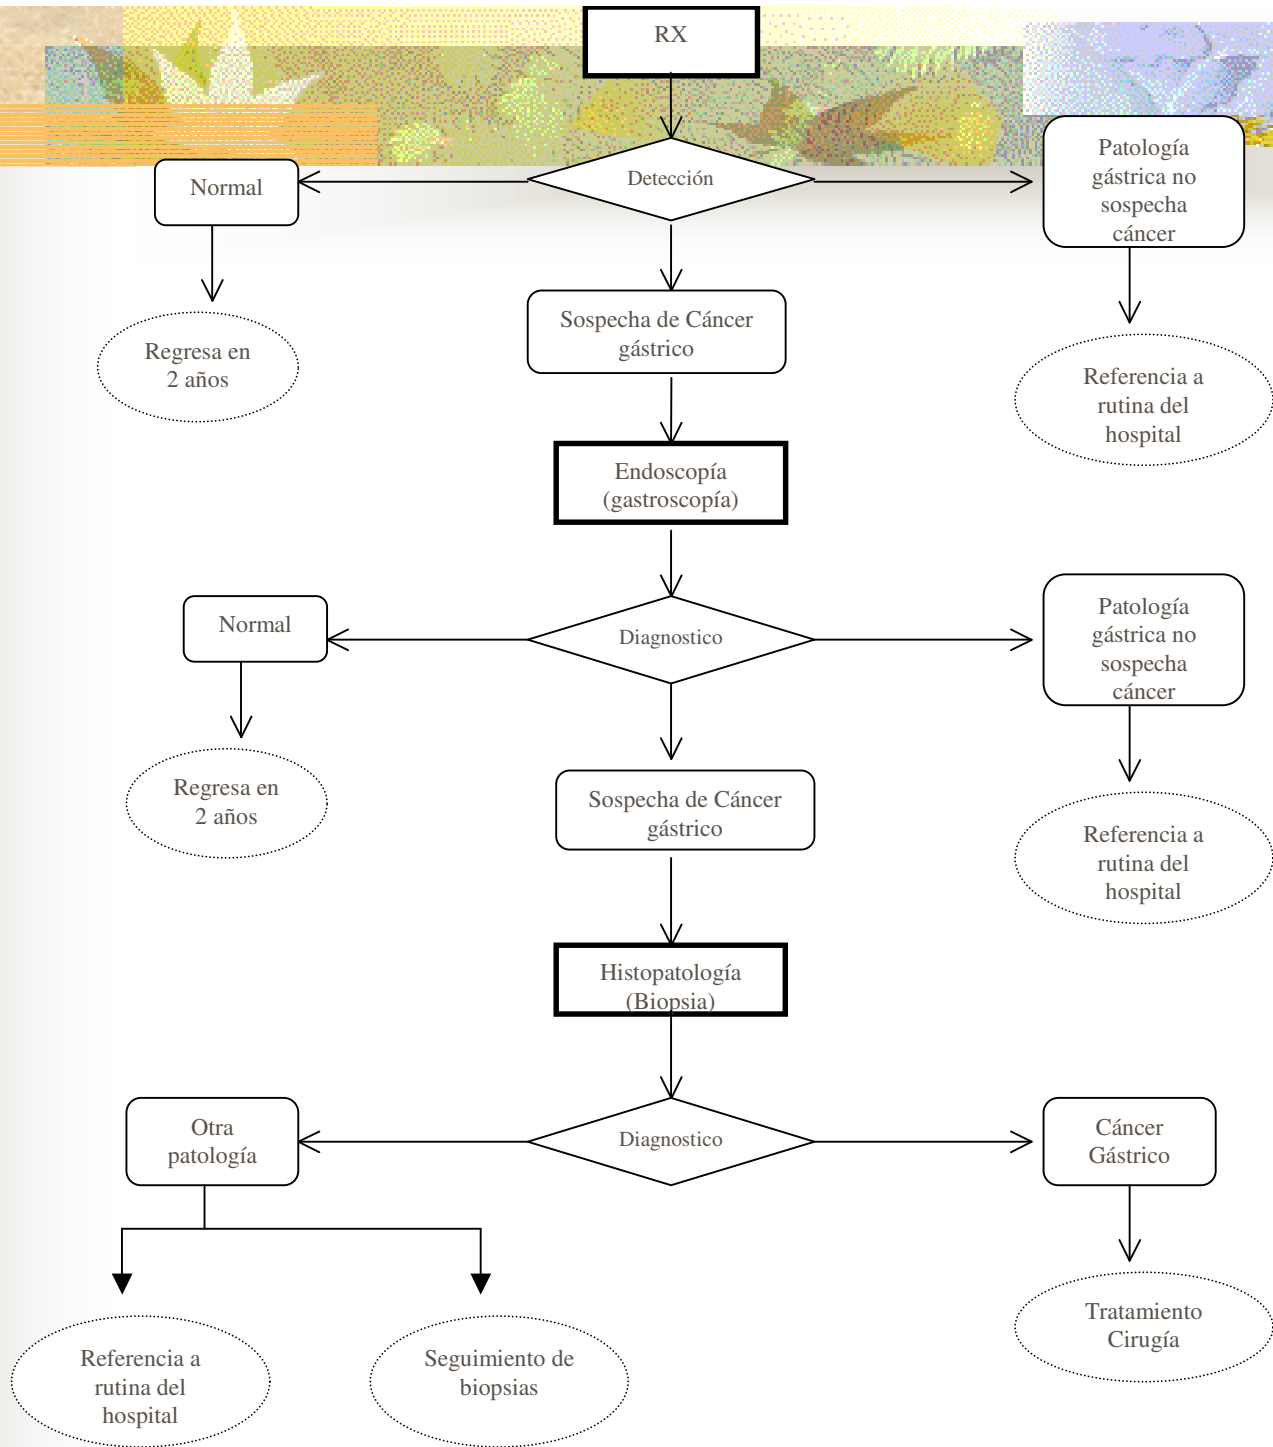 RX
Detección
Normal
Patología
gástrica no
sospecha
cáncer
Regresa en
2 años
Sospecha de Cáncer
gástrico
Referencia a
rutina del
hospital
Endoscopía
(gastroscopía)
Diagnostico
Normal
Patología
gástrica no
sospecha
cáncer
Regresa en
2 años
Sospecha de Cáncer
gástrico
Referencia a
rutina del
hospital
Histopatología
(Biopsia)
Diagnostico
Otra
patología
Cáncer
Gástrico
Referencia a
rutina del
hospital
Seguimiento de
biopsias
Tratamiento
Cirugía